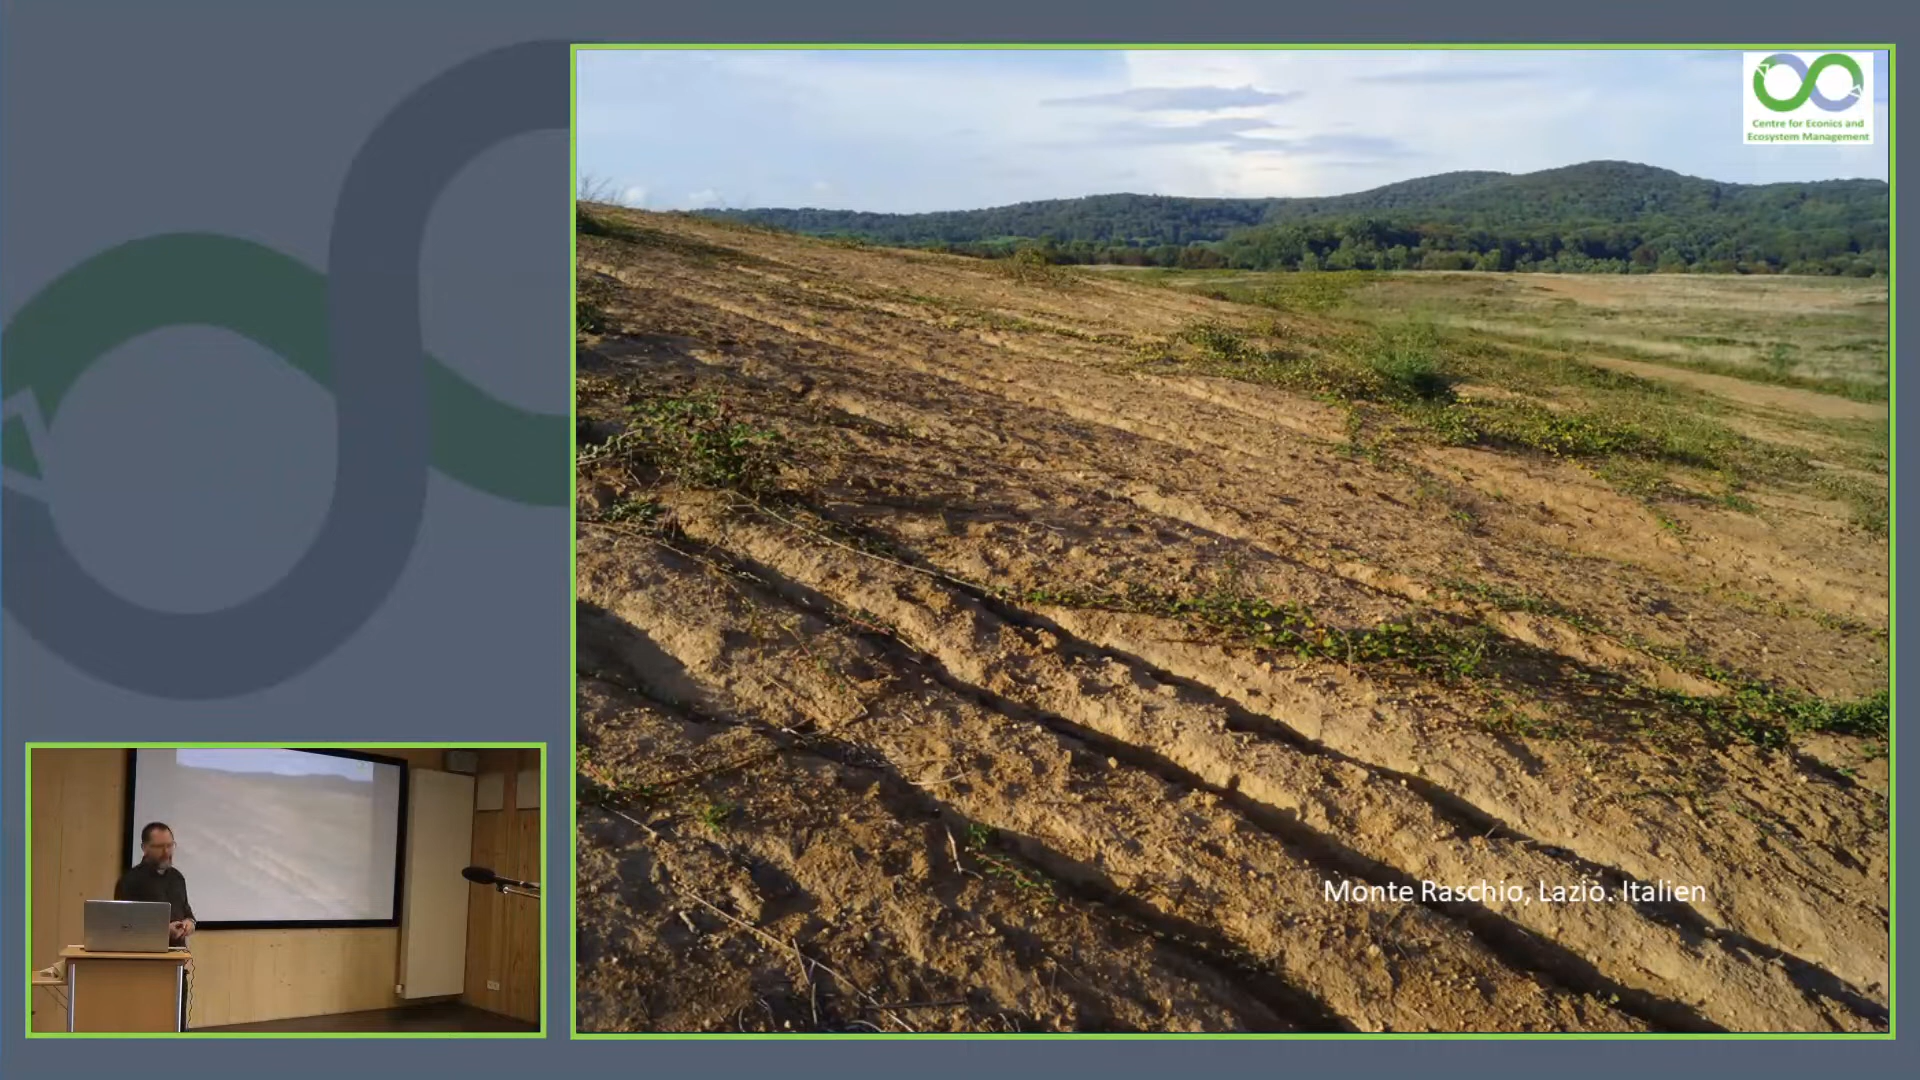 Centre for Econics and
Ecosystem Management
Monte Raschio, Lazio. Italien